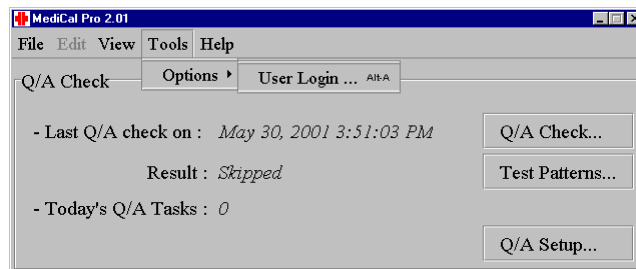 MediCal Pro 2.01
File Edit View Tools Help
Options User Login ... Alt-A
Q/A Check
- Last Q/A check on : May 30, 2001 3:51:03 PM Q/A Check...
Result : Skipped Test Patterns...
- Today's Q/A Tasks : 0
Q/A Setup...